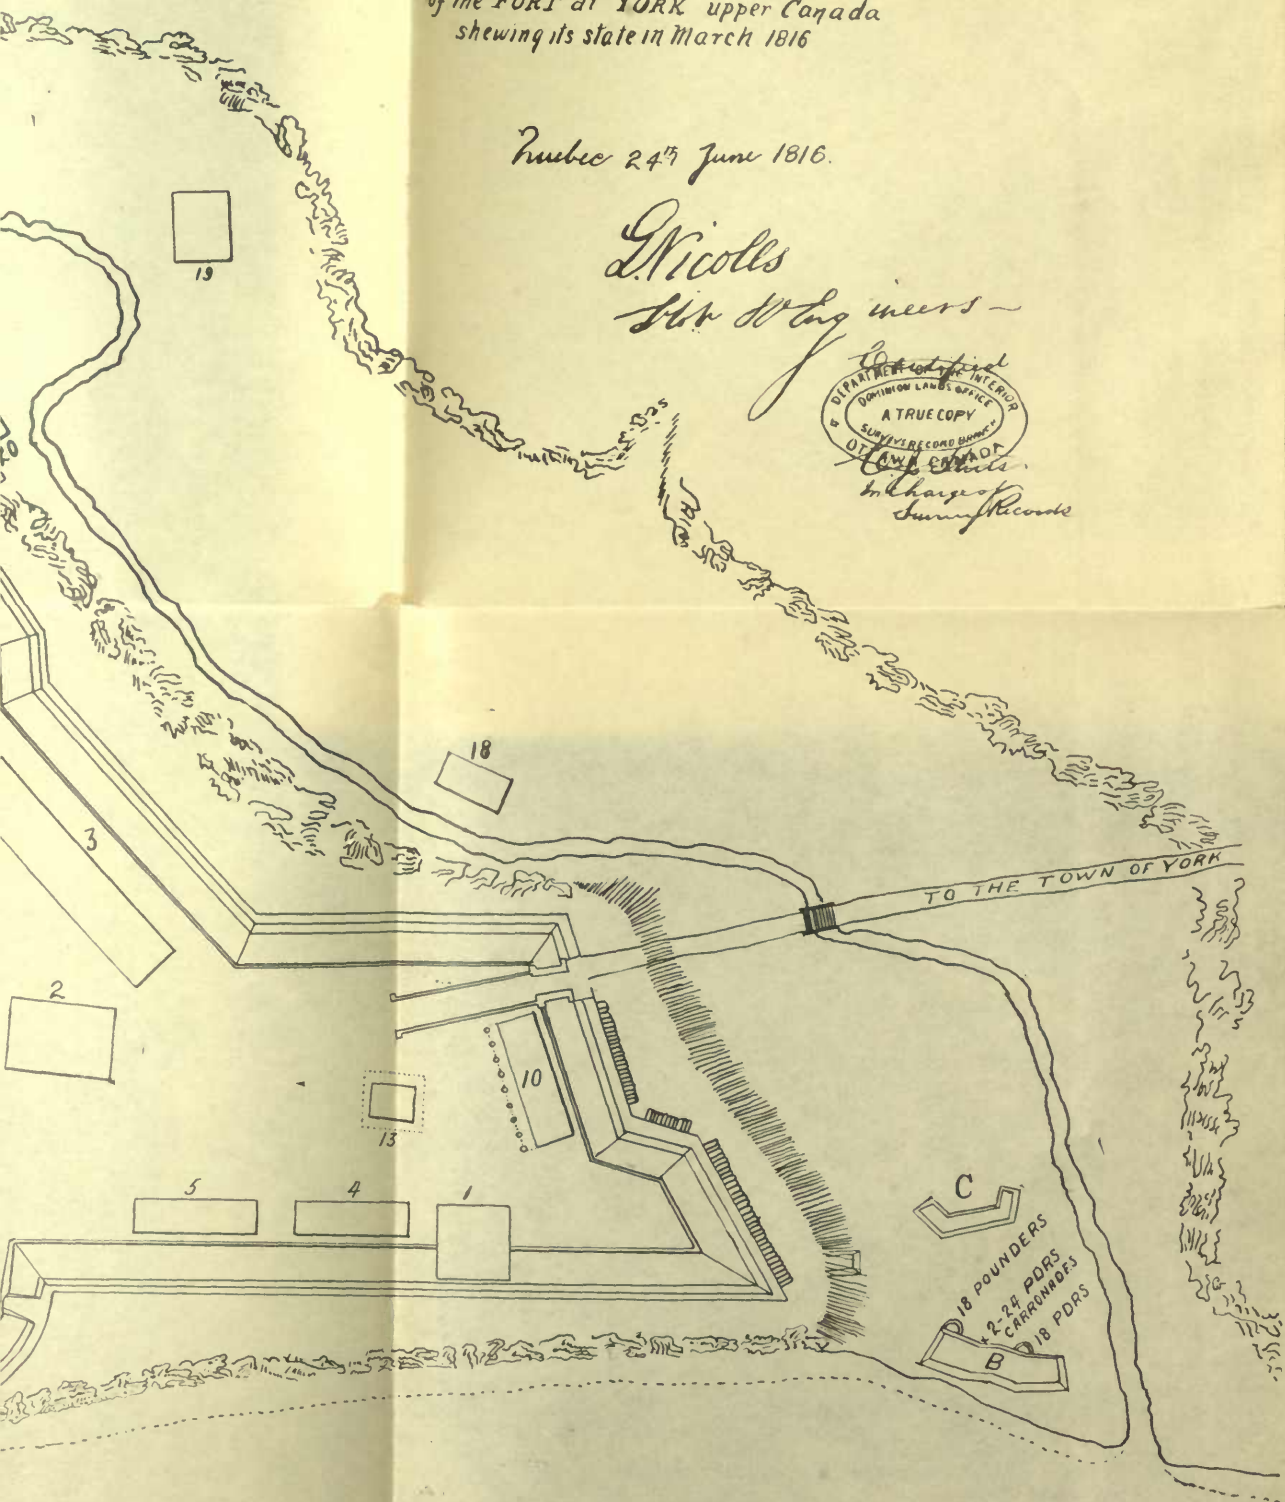 of the FORT at YORK upper Canada
shewing its state in March 1816
Quebec 24th June 1816.
G. Nicolls
Engineers
Certified
DEPARTMENT OF THE INTERIOR
DOMINION LANDS OFFICE
A TRUE COPY
SURVEYS RECORD BRANCH
OTTAWA CANADA
In charge of
Survey Records
19
20
18
3
TO THE TOWN OF YORK
2
10
13
5
4
1
C
18 POUNDERS
2-24 PDRS
CARRONADES
18 PDRS
B